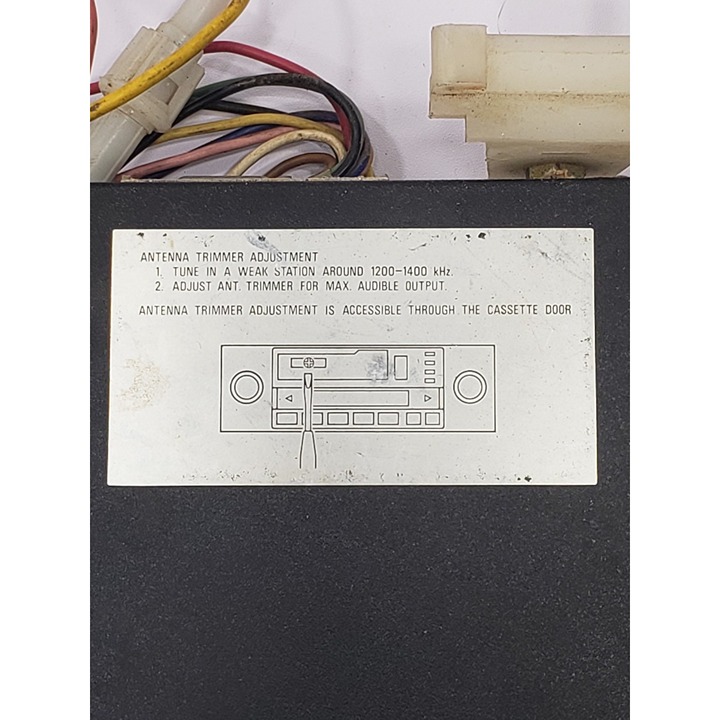 ANTENNA TRIMMER ADJUSTMENT
1. TUNE IN A WEAK STATION AROUND 1200-1400 kHz.
2. ADJUST ANT. TRIMMER FOR MAX. AUDIBLE OUTPUT.
ANTENNA TRIMMER ADJUSTMENT IS ACCESSIBLE THROUGH THE CASSETTE DOOR